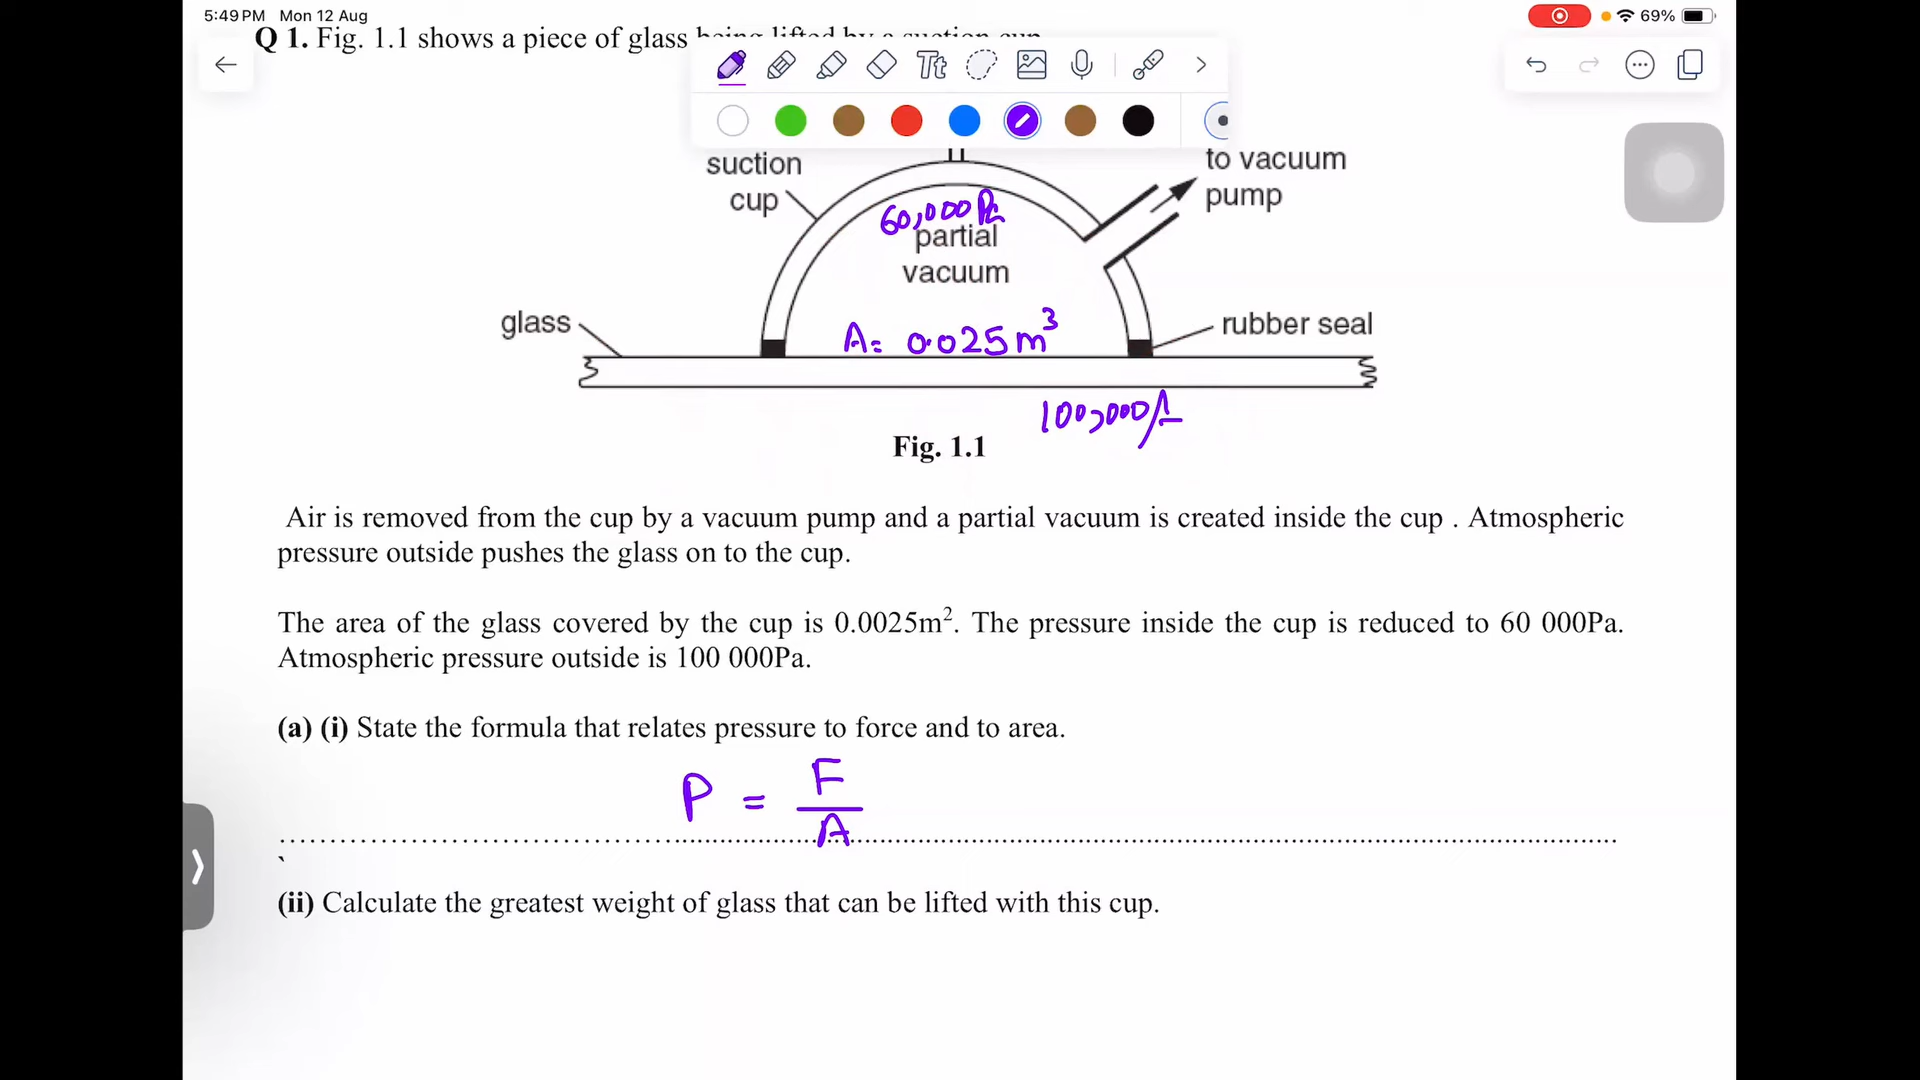 5:49 PM Mon 12 Aug
69%
Q 1. Fig. 1.1 shows a piece of glass being lifted by a suction cup
Tt
suction
cup
to vacuum
pump
60,000 Pa
partial
vacuum
glass
A= 0.025 m³
rubber seal
100,000
Fig. 1.1
Air is removed from the cup by a vacuum pump and a partial vacuum is created inside the cup . Atmospheric
pressure outside pushes the glass on to the cup.
The area of the glass covered by the cup is 0.0025m². The pressure inside the cup is reduced to 60 000Pa.
Atmospheric pressure outside is 100 000Pa.
(a) (i) State the formula that relates pressure to force and to area.
P = F
A
(ii) Calculate the greatest weight of glass that can be lifted with this cup.